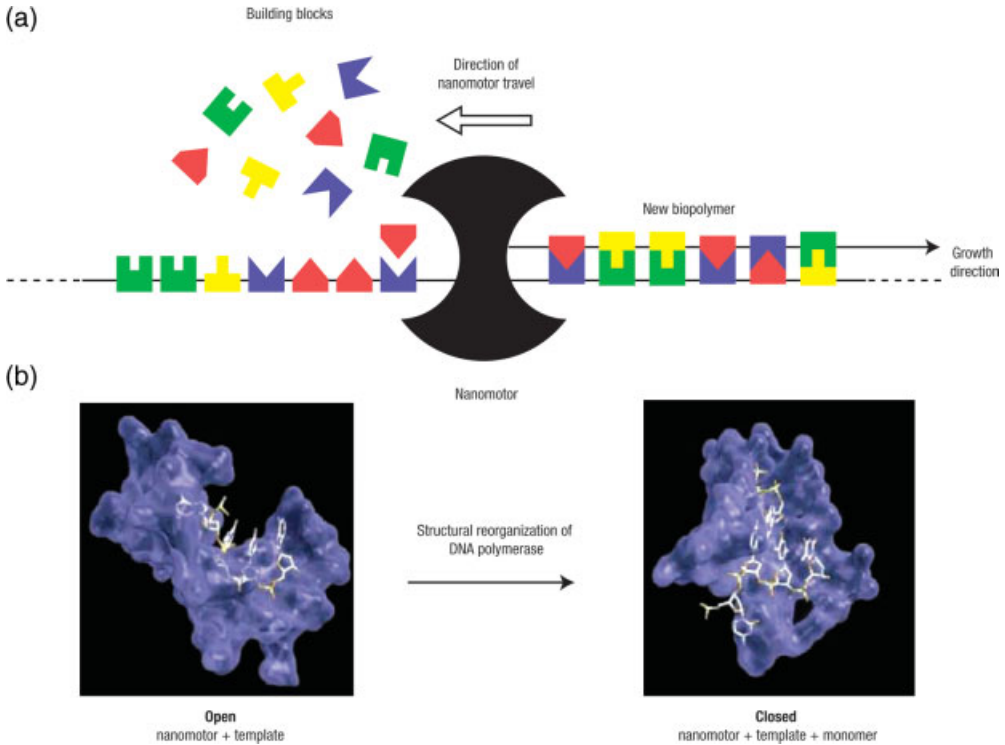 (a)
Building blocks
Direction of
nanomotor travel
New biopolymer
Growth
direction
Nanomotor
(b)
Structural reorganization of
DNA polymerase
Open
nanomotor + template
Closed
nanomotor + template + monomer